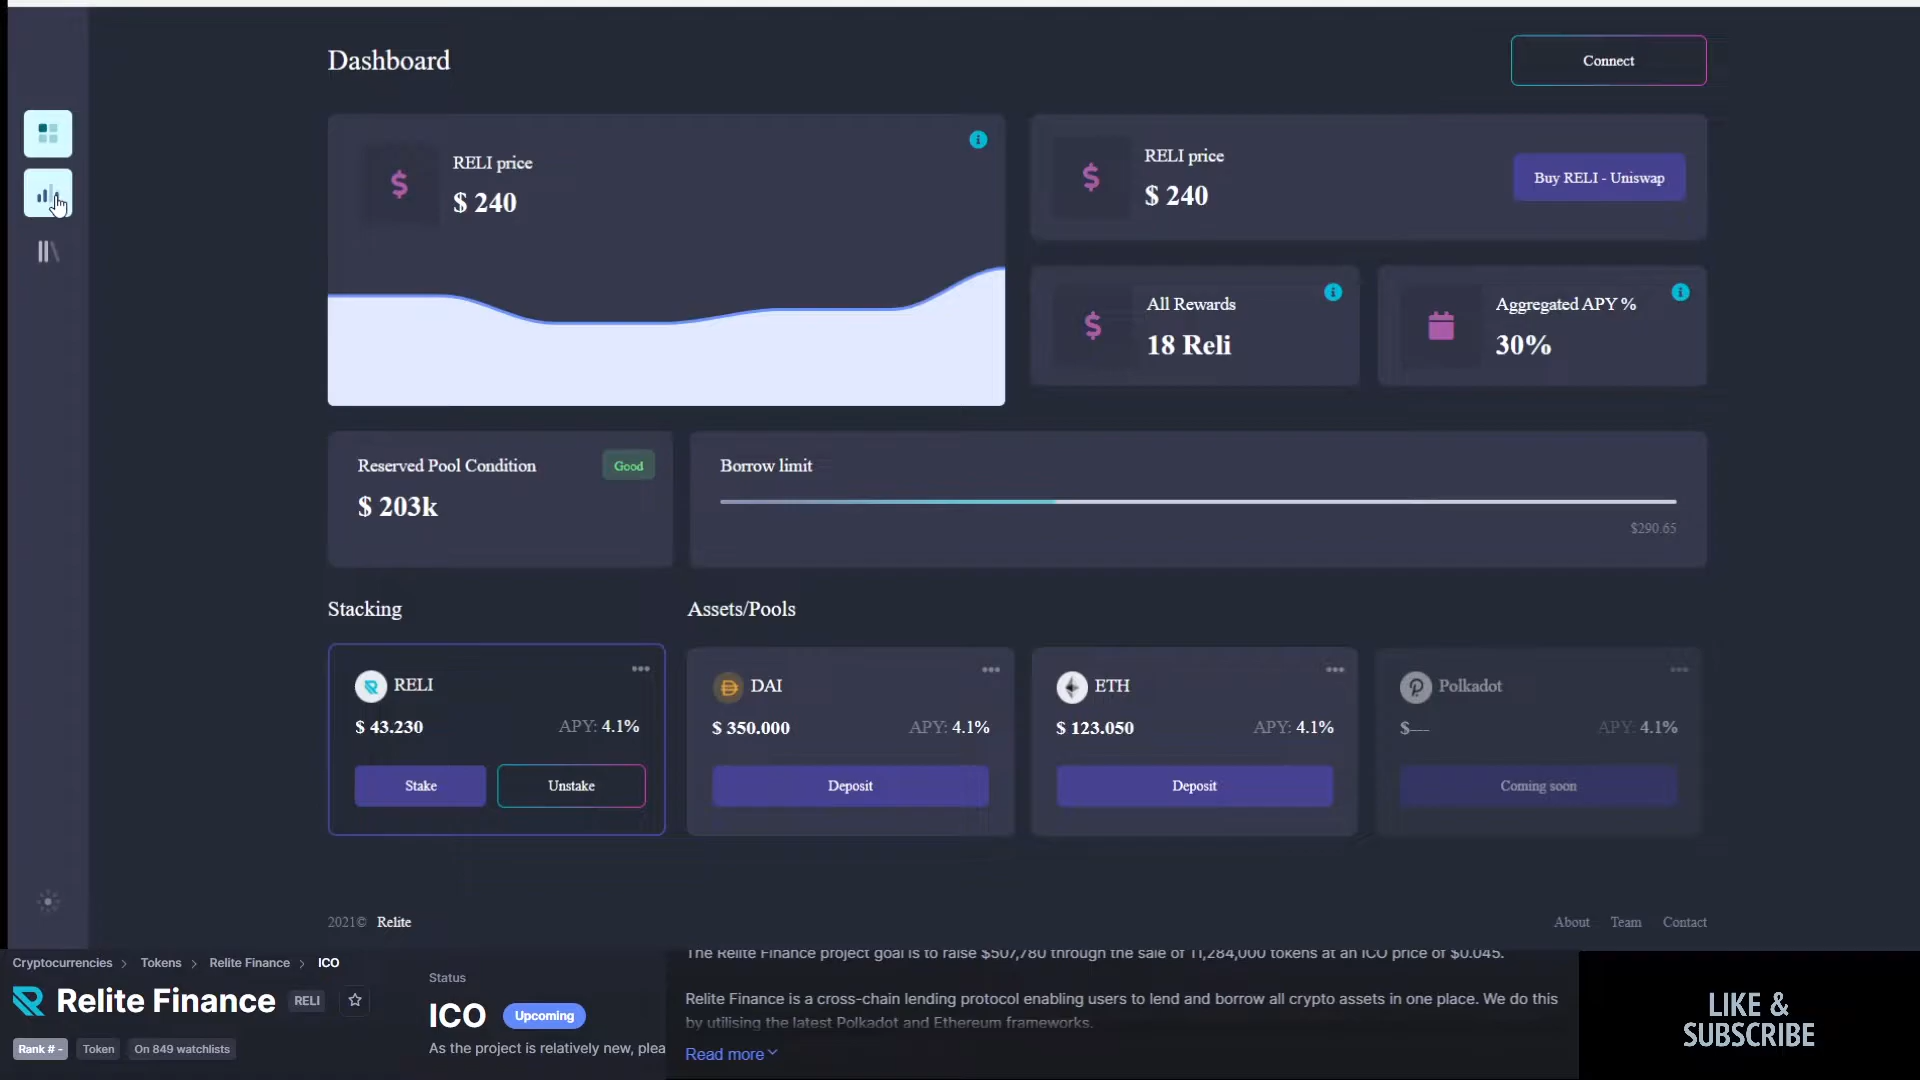 Dashboard
Connect
RELI price
$ 240
RELI price
$ 240
Buy RELI - Uniswap
All Rewards
18 Reli
Aggregated APY %
30%
Reserved Pool Condition
Good
$ 203k
Borrow limit
$290.65
Stacking
Assets/Pools
RELI
$ 43.230 APY: 4.1%
Stake Unstake
DAI
$ 350.000 APY: 4.1%
Deposit
ETH
$ 123.050 APY: 4.1%
Deposit
Polkadot
$--- APY: 4.1%
Coming soon
2021© Relite
About Team Contact
Cryptocurrencies > Tokens > Relite Finance > ICO
Relite Finance RELI
Rank # - Token On 849 watchlists
Status
ICO Upcoming
As the project is relatively new, plea
The Relite Finance project goal is to raise $507,780 through the sale of 11,284,000 tokens at an ICO price of $0.045.
Relite Finance is a cross-chain lending protocol enabling users to lend and borrow all crypto assets in one place. We do this
by utilising the latest Polkadot and Ethereum frameworks.
Read more
LIKE &
SUBSCRIBE